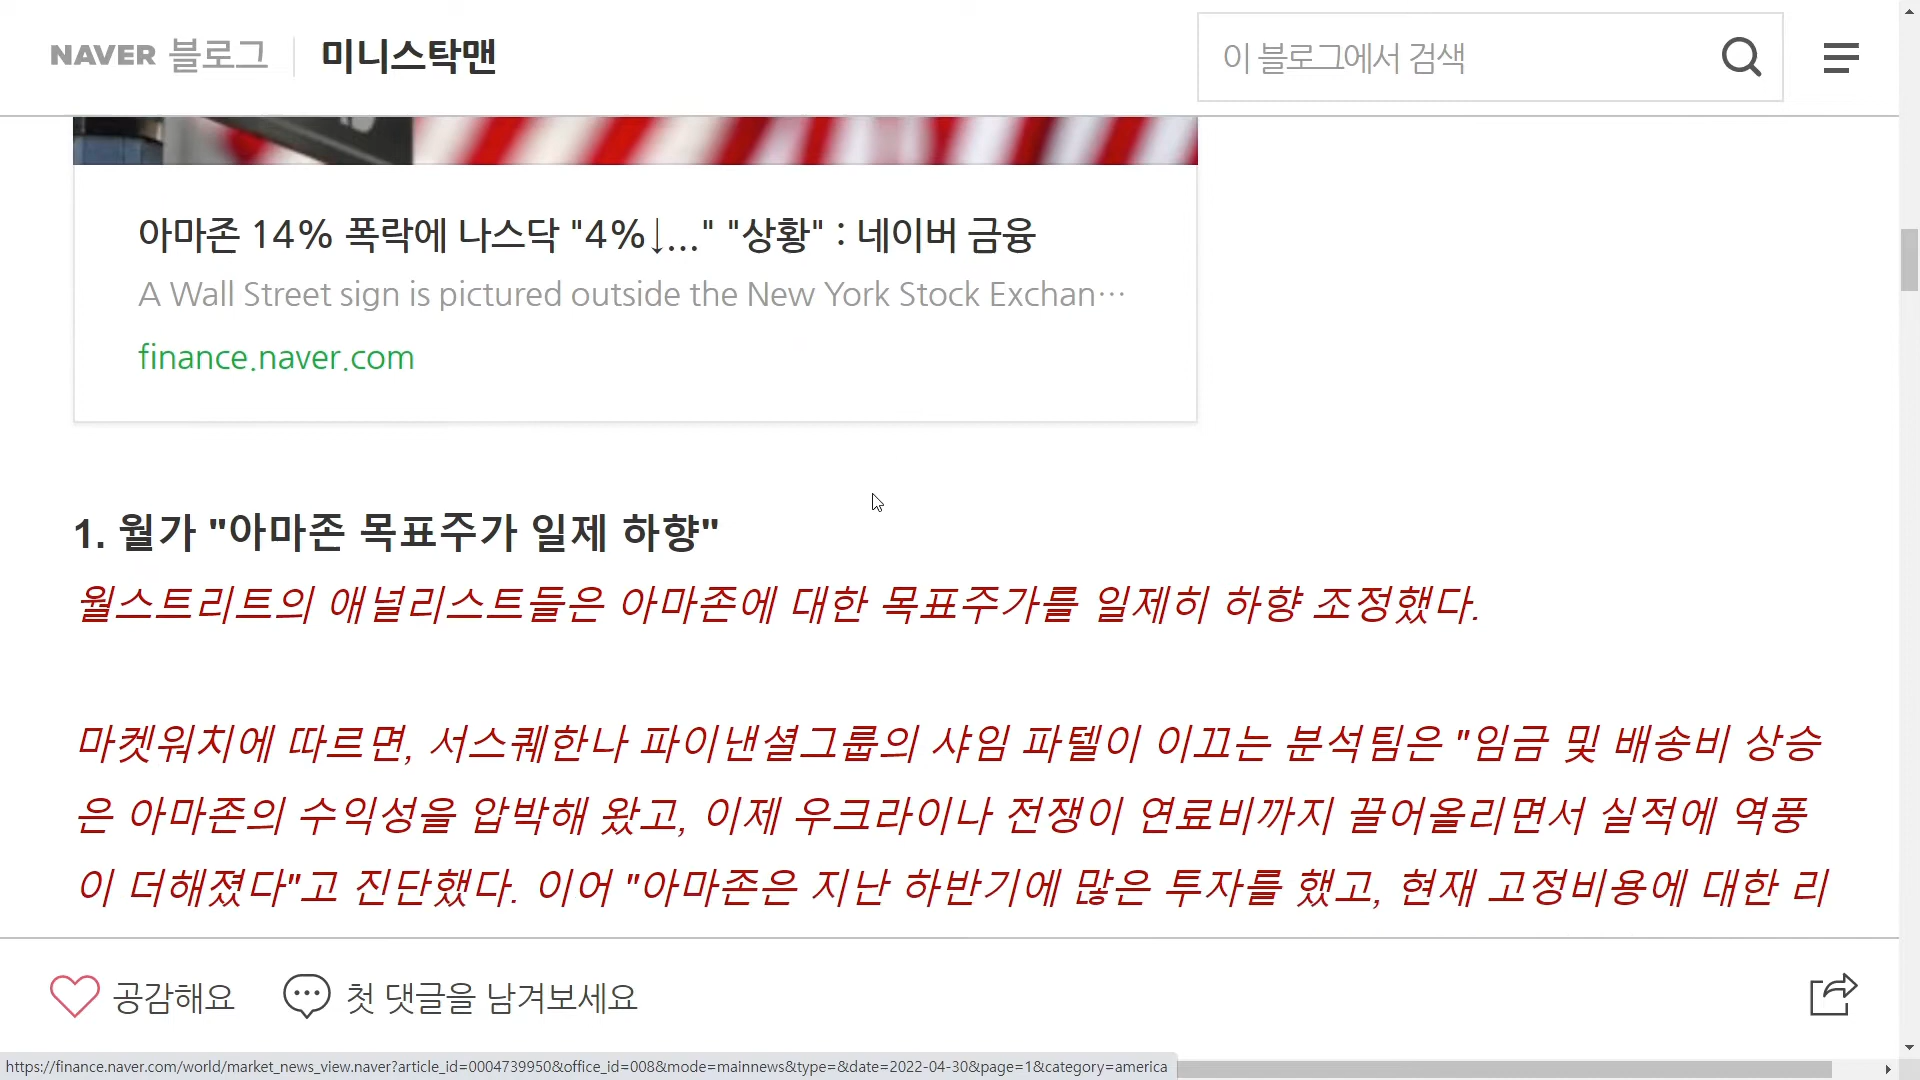 NAVER 블로그 미니스탁맨
이 블로그에서 검색
아마존 14% 폭락에 나스닥 "4%↓..." "상황" : 네이버 금융
A Wall Street sign is pictured outside the New York Stock Exchan…
finance.naver.com
1. 월가 "아마존 목표주가 일제 하향"
월스트리트의 애널리스트들은 아마존에 대한 목표주가를 일제히 하향 조정했다.
마켓워치에 따르면, 서스퀘한나 파이낸셜그룹의 샤임 파텔이 이끄는 분석팀은 "임금 및 배송비 상승
은 아마존의 수익성을 압박해 왔고, 이제 우크라이나 전쟁이 연료비까지 끌어올리면서 실적에 역풍
이 더해졌다"고 진단했다. 이어 "아마존은 지난 하반기에 많은 투자를 했고, 현재 고정비용에 대한 리
공감해요 첫 댓글을 남겨보세요
https://finance.naver.com/world/market_news_view.naver?article_id=0004739950&office_id=008&mode=mainnews&type=&date=2022-04-30&page=1&category=america